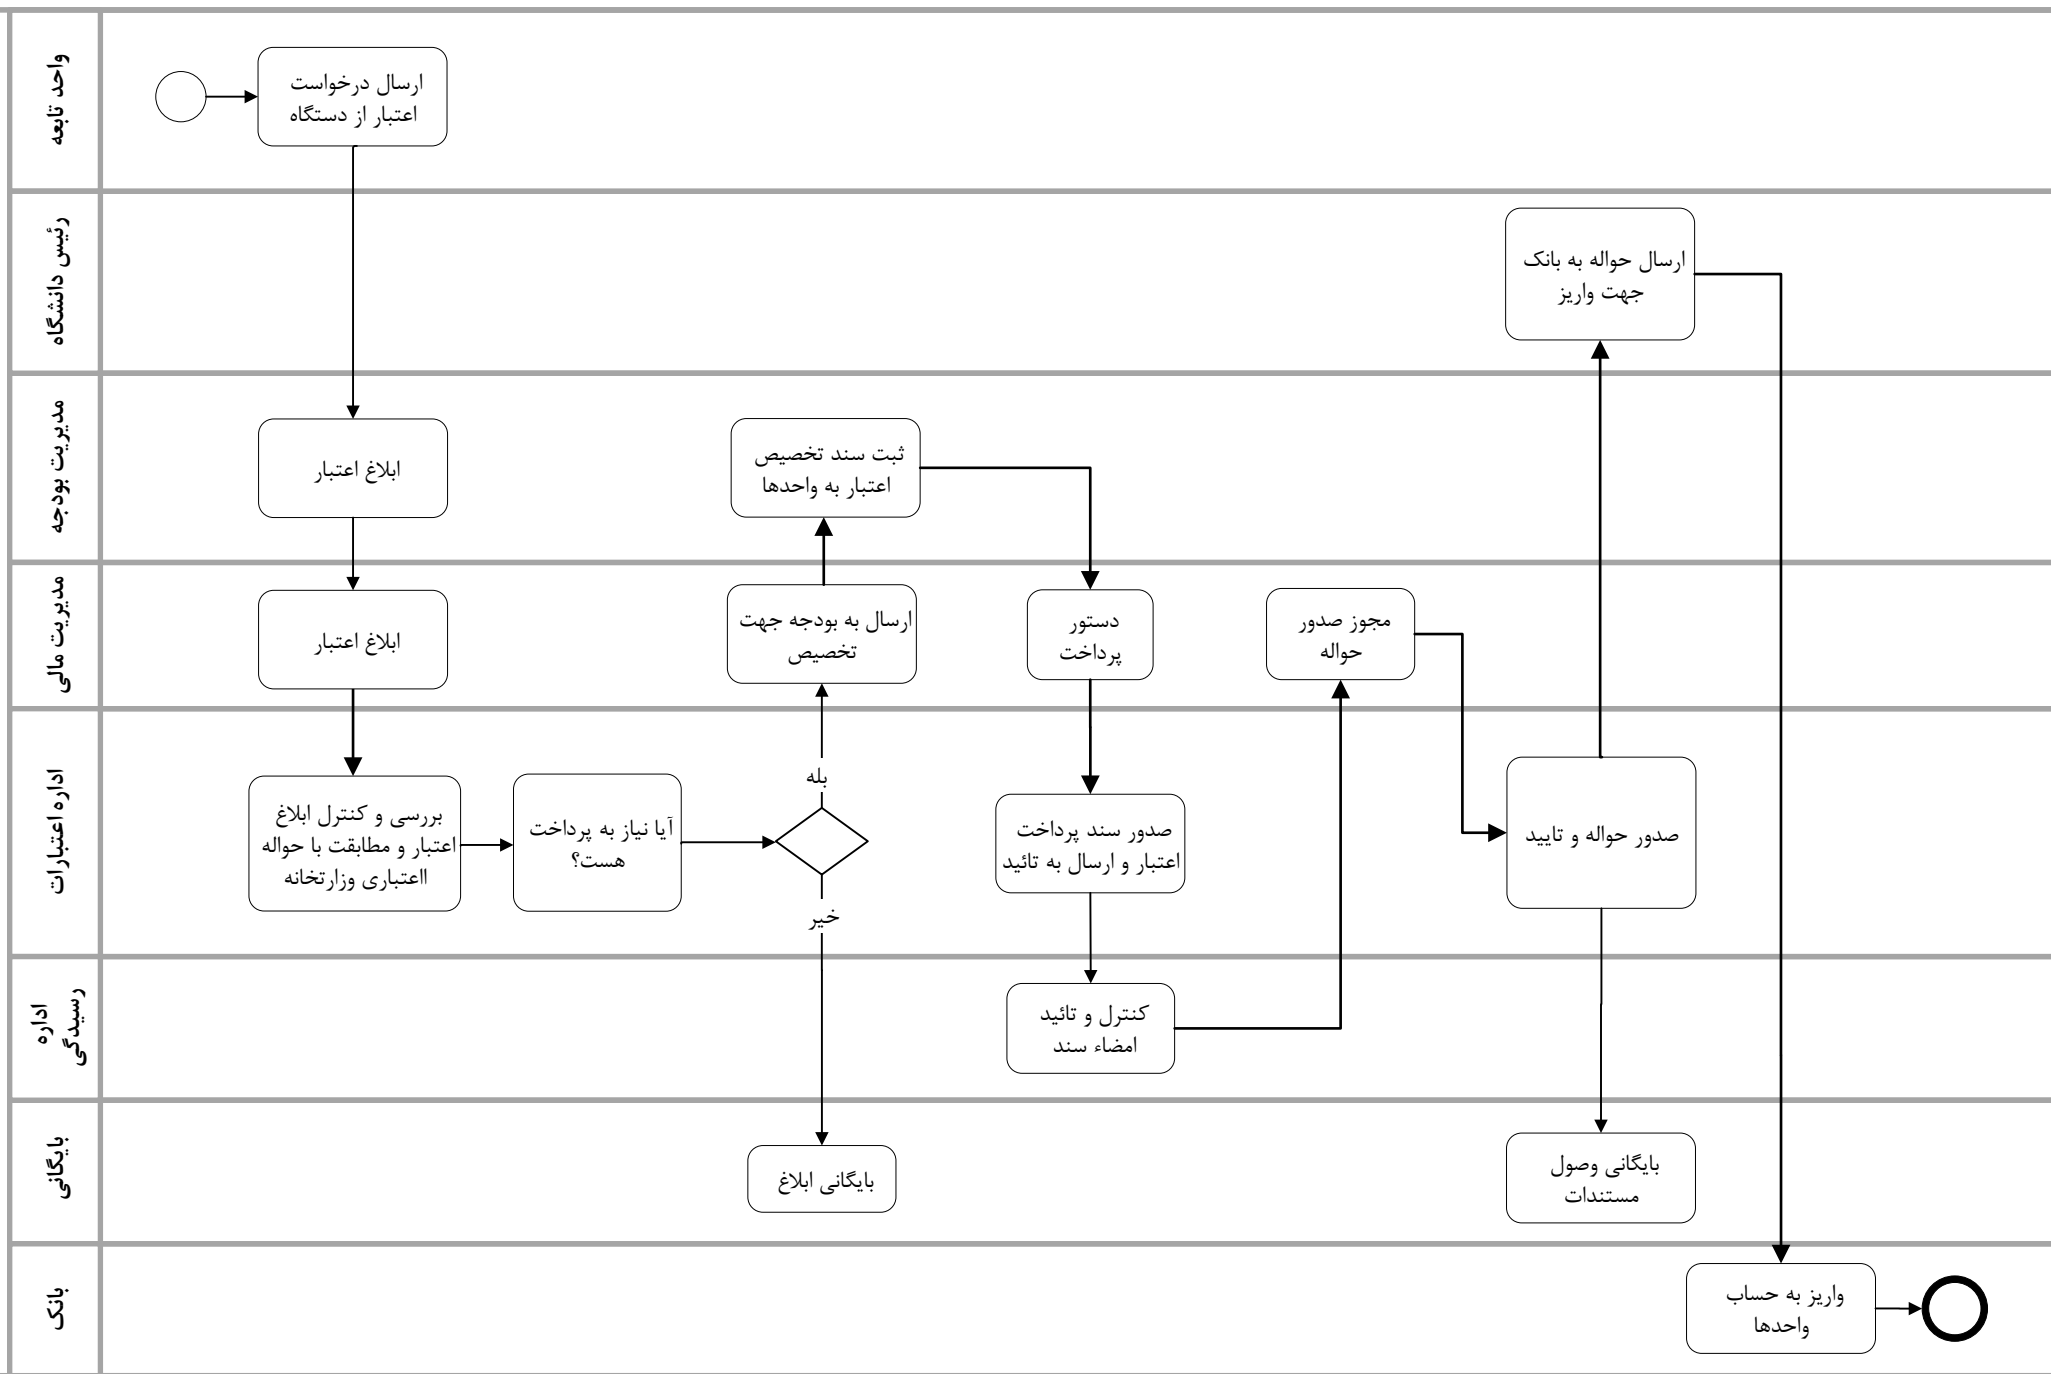 واحد تابعه
ارسال درخواست
اعتبار از دستگاه
رئیس دانشگاه
ارسال حواله به بانک
جهت واریز
مدیریت بودجه
ابلاغ اعتبار
ثبت سند تخصیص
اعتبار به واحدها
مدیریت مالی
ابلاغ اعتبار
ارسال به بودجه جهت
تخصیص
دستور
پرداخت
مجوز صدور
حواله
اداره اعتبارات
بررسی و کنترل ابلاغ
اعتبار و مطابقت با حواله
ااعتباری وزارتخانه
آیا نیاز به پرداخت
هست؟
بله
خیر
صدور سند پرداخت
اعتبار و ارسال به تائید
صدور حواله و تایید
اداره
رسیدگی
کنترل و تائید
امضاء سند
بایگانی
بایگانی ابلاغ
بایگانی وصول
مستندات
بانک
واریز به حساب
واحدها